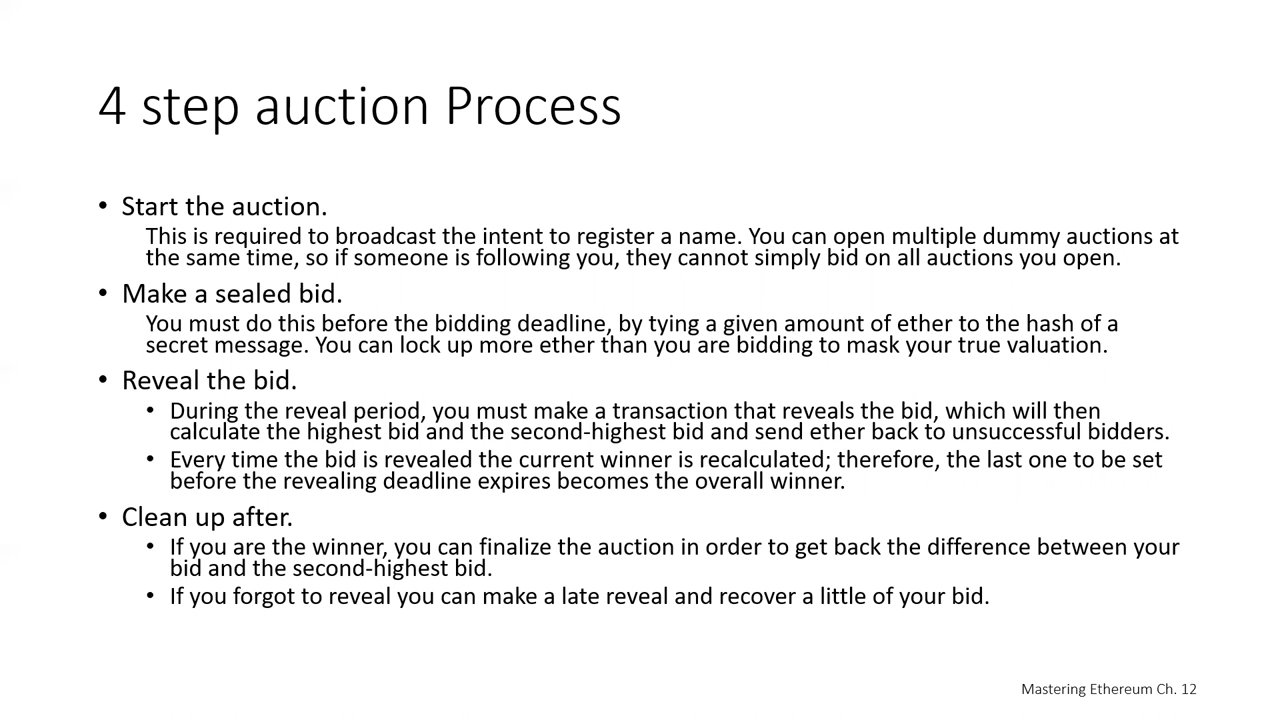 4 step auction Process
• Start the auction.
This is required to broadcast the intent to register a name. You can open multiple dummy auctions at
the same time, so if someone is following you, they cannot simply bid on all auctions you open.
• Make a sealed bid.
You must do this before the bidding deadline, by tying a given amount of ether to the hash of a
secret message. You can lock up more ether than you are bidding to mask your true valuation.
• Reveal the bid.
• During the reveal period, you must make a transaction that reveals the bid, which will then
calculate the highest bid and the second-highest bid and send ether back to unsuccessful bidders.
• Every time the bid is revealed the current winner is recalculated; therefore, the last one to be set
before the revealing deadline expires becomes the overall winner.
• Clean up after.
• If you are the winner, you can finalize the auction in order to get back the difference between your
bid and the second-highest bid.
• If you forgot to reveal you can make a late reveal and recover a little of your bid.
Mastering Ethereum Ch. 12